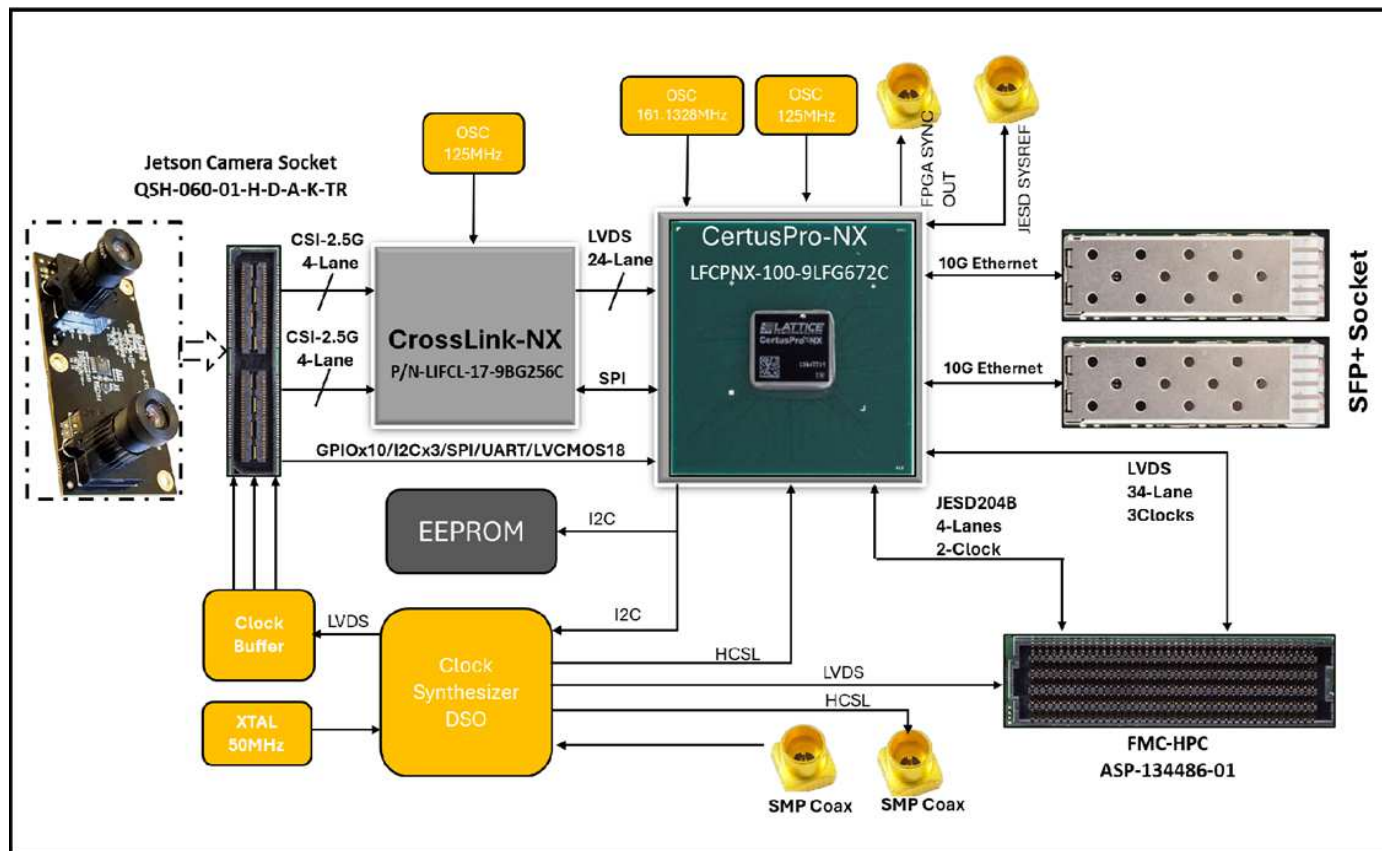 OSC
161.1328MHz
OSC
125MHz
OSC
125MHz
FPGA SYNC
OUT
JESD SYSREF
Jetson Camera Socket
QSH-060-01-H-D-A-K-TR
CSI-2.5G
4-Lane
LVDS
24-Lane
CertusPro-NX
LFCPNX-100-9LFG672C
10G Ethernet
LATTICE
CertusPro-NX
CrossLink-NX
P/N-LIFCL-17-9BG256C
CSI-2.5G
4-Lane
SPI
10G Ethernet
SFP+ Socket
GPIOx10/I2Cx3/SPI/UART/LVCMOS18
LVDS
34-Lane
3Clocks
JESD204B
4-Lanes
2-Clock
EEPROM
I2C
Clock
Buffer
LVDS
I2C
HCSL
Clock
Synthesizer
DSO
LVDS
HCSL
XTAL
50MHz
SMP Coax
SMP Coax
FMC-HPC
ASP-134486-01